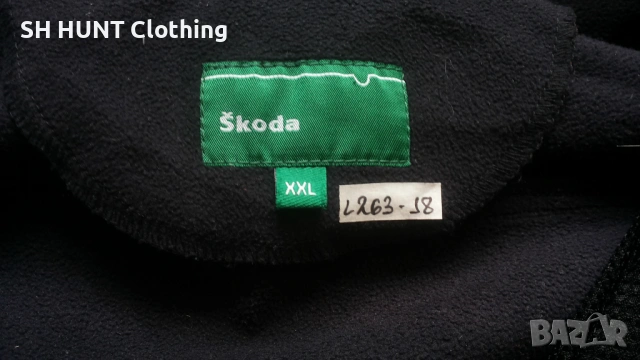 SH HUNT Clothing
Škoda
XXL
L263-18
BAZAR